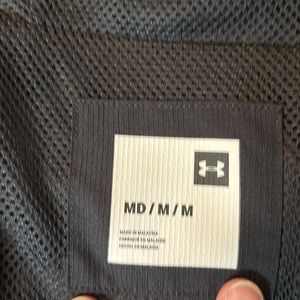 MD / M / M
MADE IN MALAYSIA
FABRIQUÉ EN MALAISIE
HECHO EN MALASIA